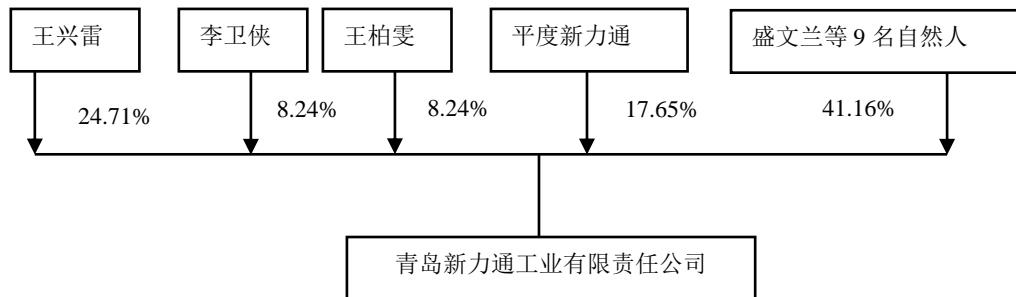 王兴雷
李卫侠
王柏雯
平度新力通
盛文兰等 9 名自然人
24.71%
8.24%
8.24%
17.65%
41.16%
青岛新力通工业有限责任公司